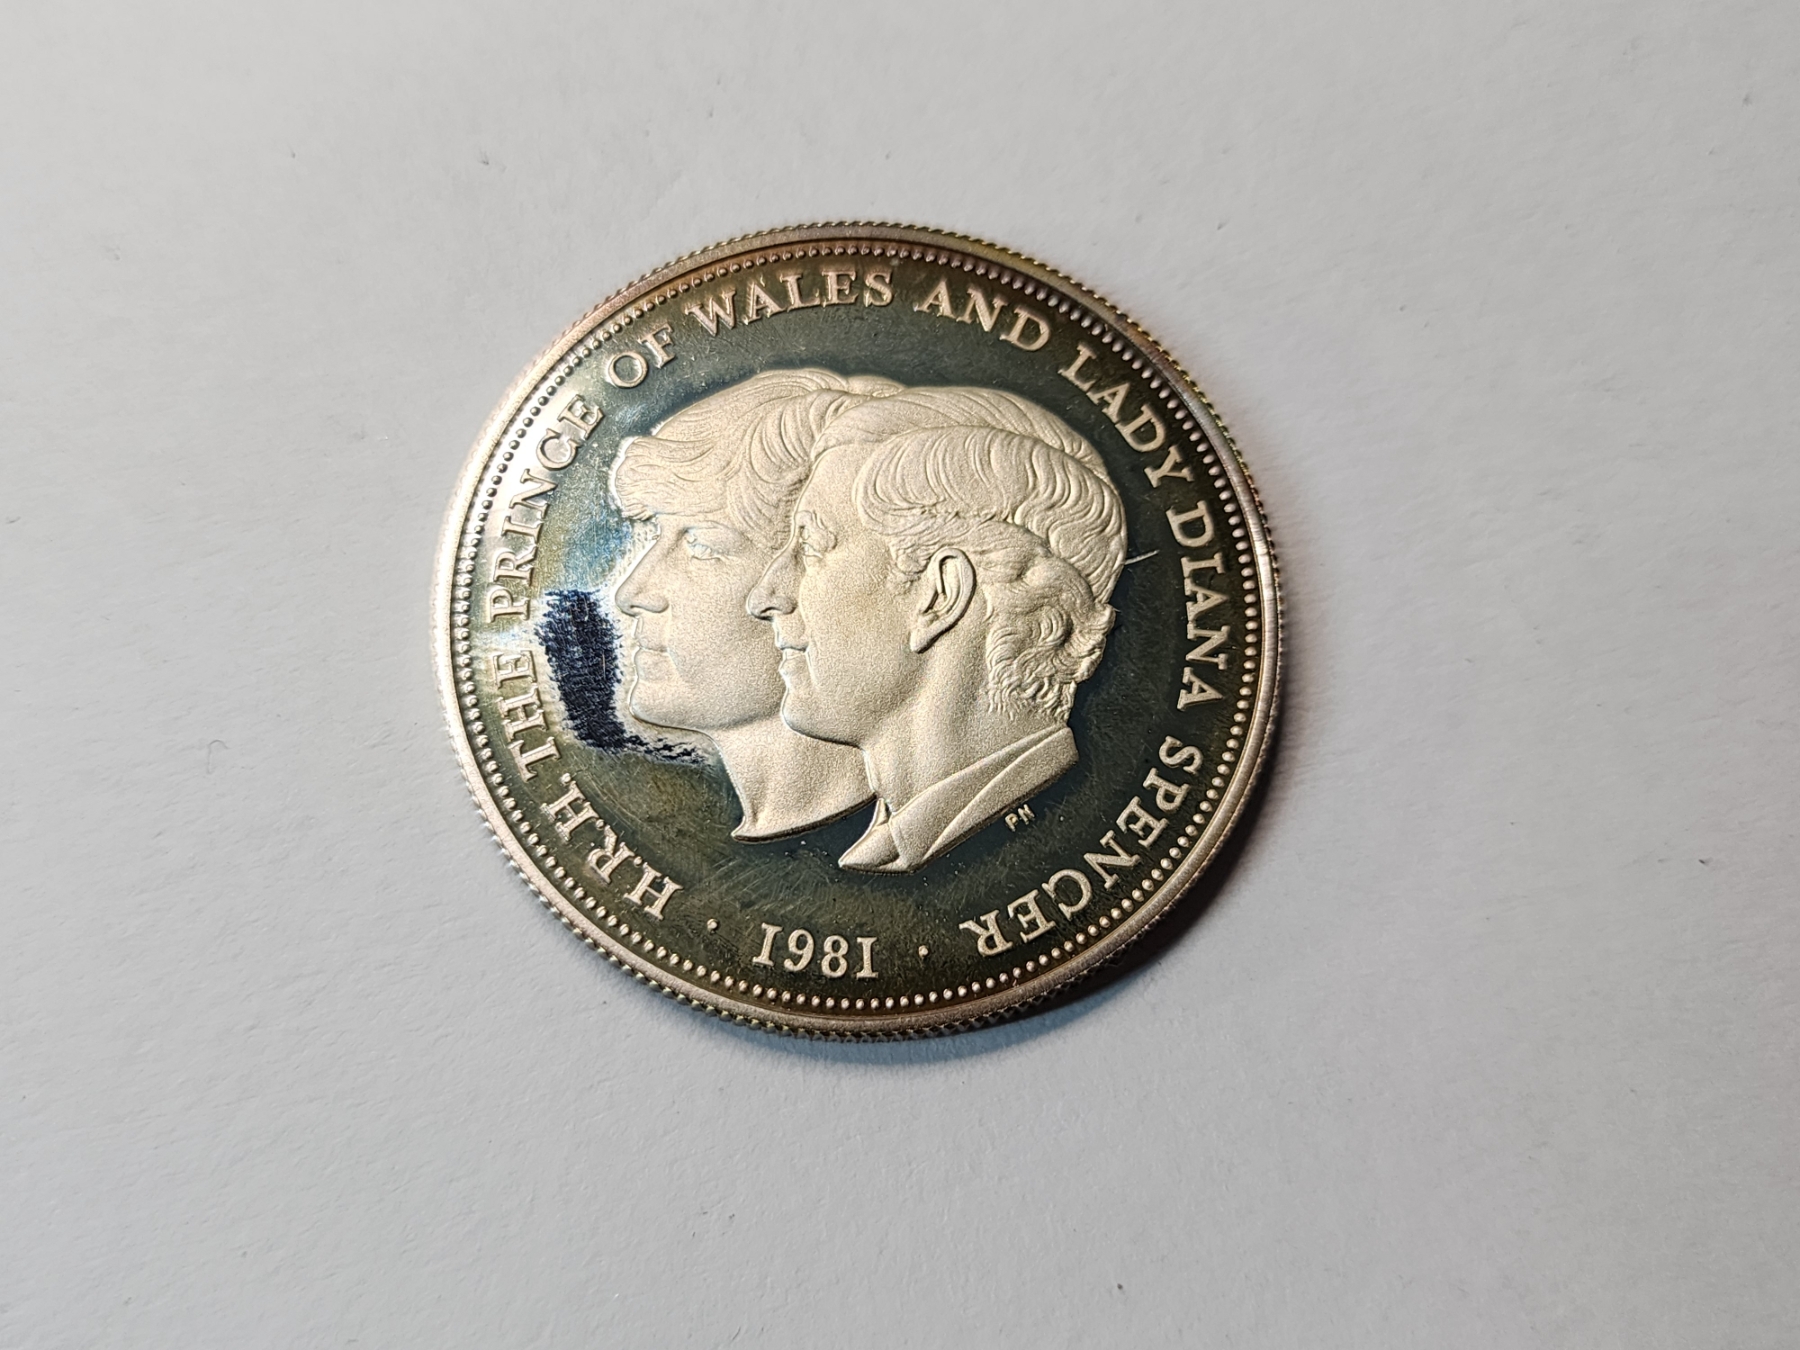 H.R.H. THE PRINCE OF WALES AND LADY DIANA SPENCER
· 1981 ·
PN